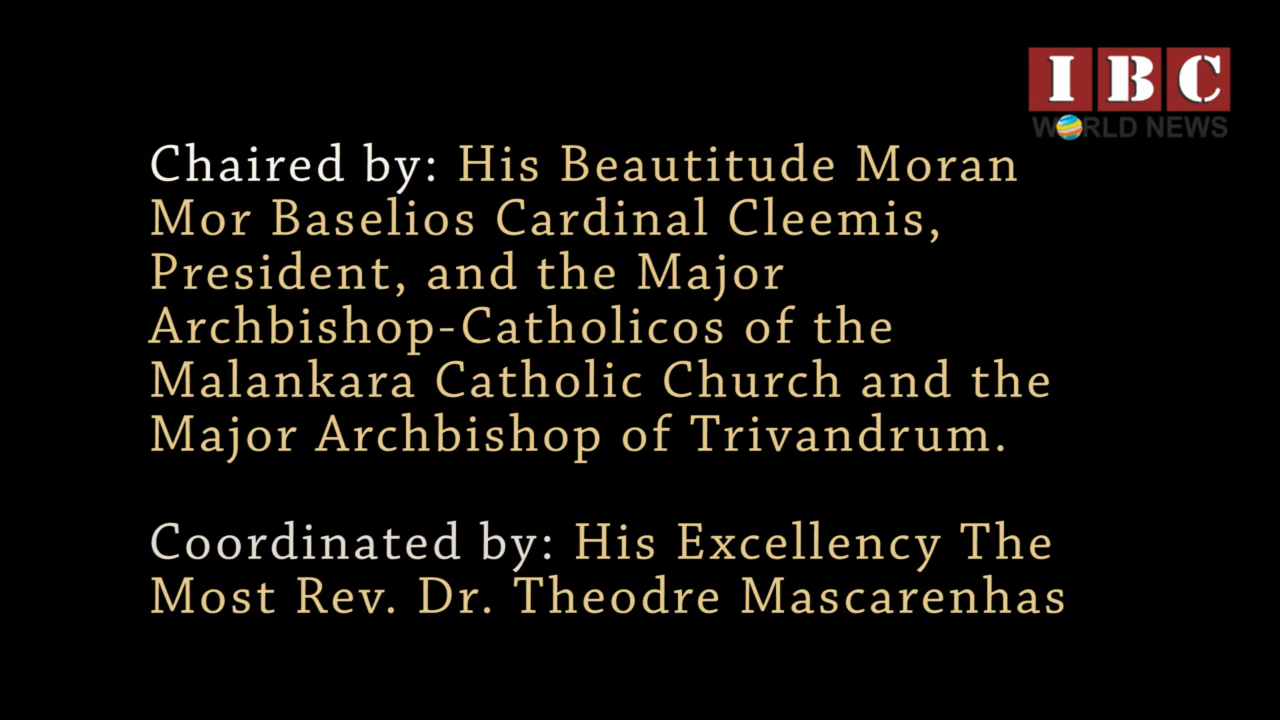 IBC
WORLD NEWS
Chaired by: His Beautitude Moran
Mor Baselios Cardinal Cleemis,
President, and the Major
Archbishop-Catholicos of the
Malankara Catholic Church and the
Major Archbishop of Trivandrum.
Coordinated by: His Excellency The
Most Rev. Dr. Theodre Mascarenhas